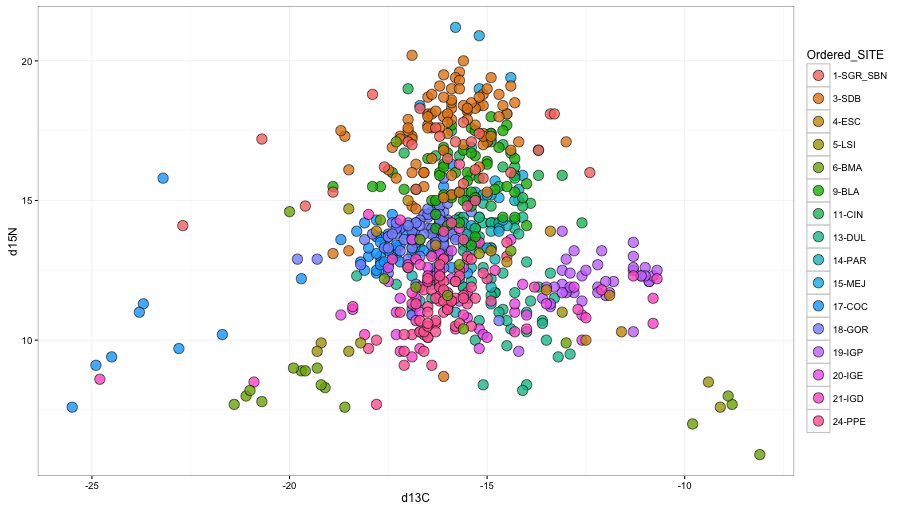 Ordered_SITE
1-SGR_SBN
3-SDB
4-ESC
5-LSI
6-BMA
9-BLA
11-CIN
13-DUL
14-PAR
15-MEJ
17-COC
18-GOR
19-IGP
20-IGE
21-IGD
24-PPE
d15N
20
15
10
-25 -20 -15 -10
d13C